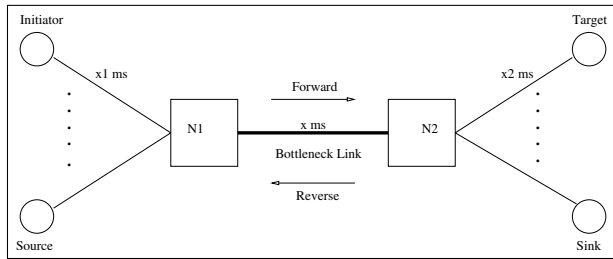 Initiator
Target
x1 ms
x2 ms
Forward
N1
x ms
N2
Bottleneck Link
Reverse
Source
Sink